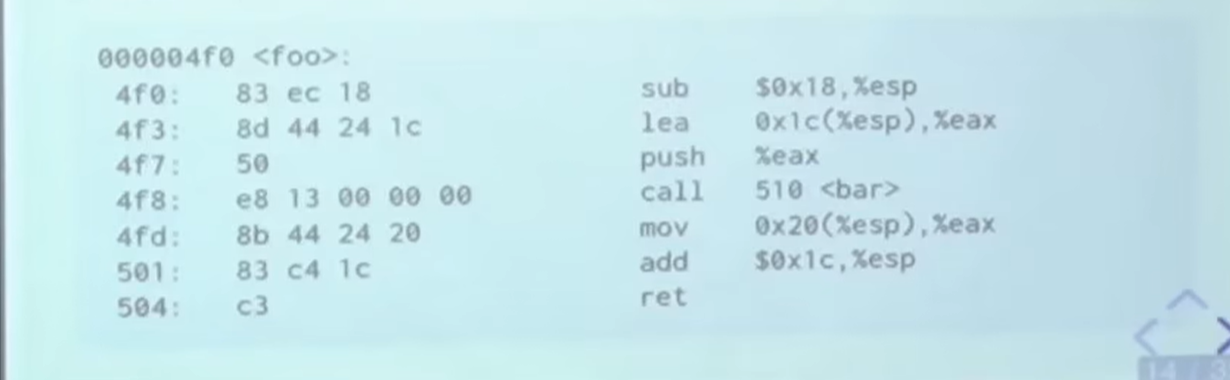 000004f0 <foo>:
4f0: 83 ec 18 sub $0x18,%esp
4f3: 8d 44 24 1c lea 0x1c(%esp),%eax
4f7: 50 push %eax
4f8: e8 13 00 00 00 call 510 <bar>
4fd: 8b 44 24 20 mov 0x20(%esp),%eax
501: 83 c4 1c add $0x1c,%esp
504: c3 ret